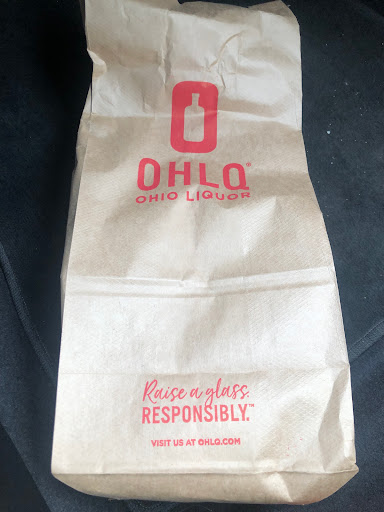 OHLQ®
OHIO LIQUOR
Raise a glass.
RESPONSIBLY.™
VISIT US AT OHLQ.COM